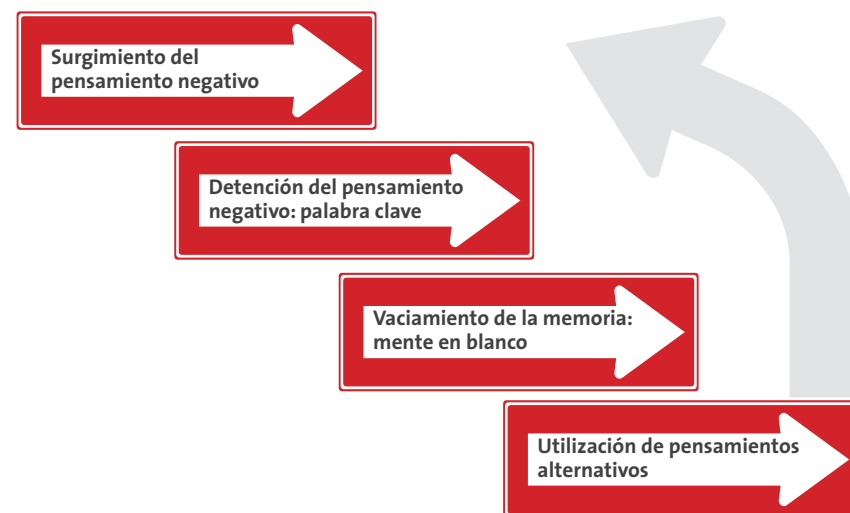 Surgimiento del
pensamiento negativo
Detención del pensamiento
negativo: palabra clave
Vaciamiento de la memoria:
mente en blanco
Utilización de pensamientos
alternativos